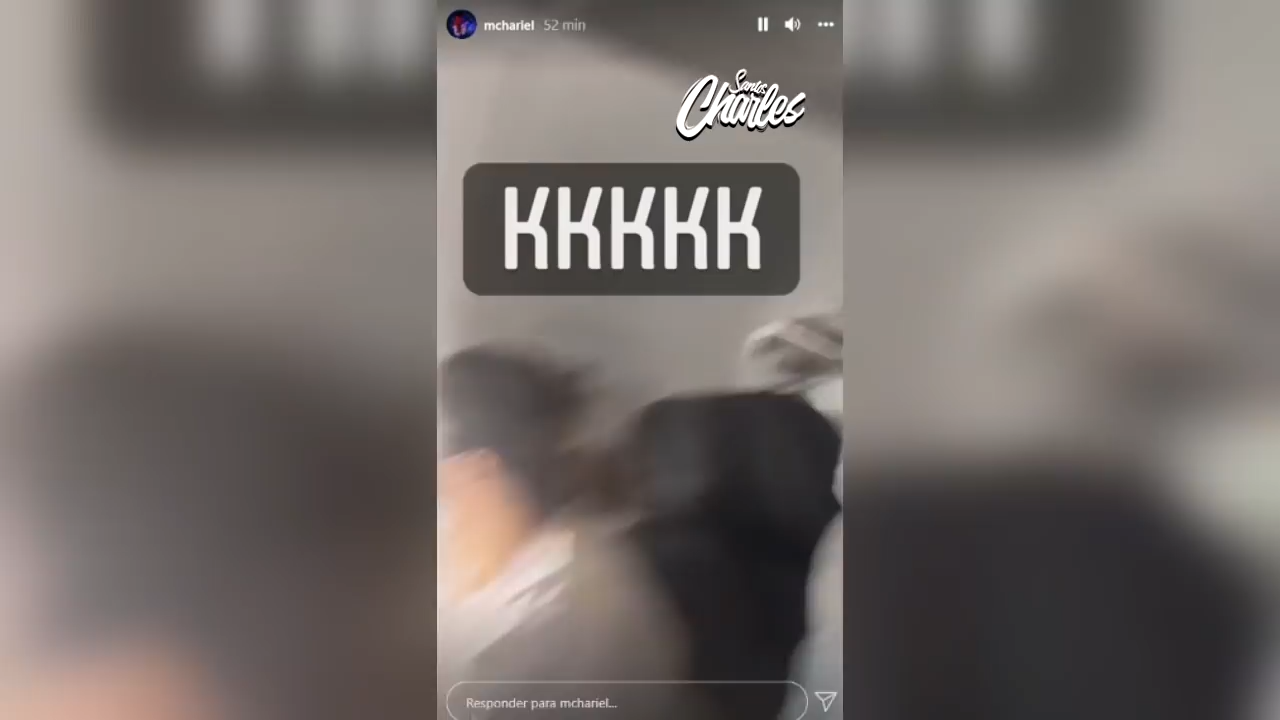 mchariel 52 min
Santos
Charles
KKKKK
Responder para mchariel...